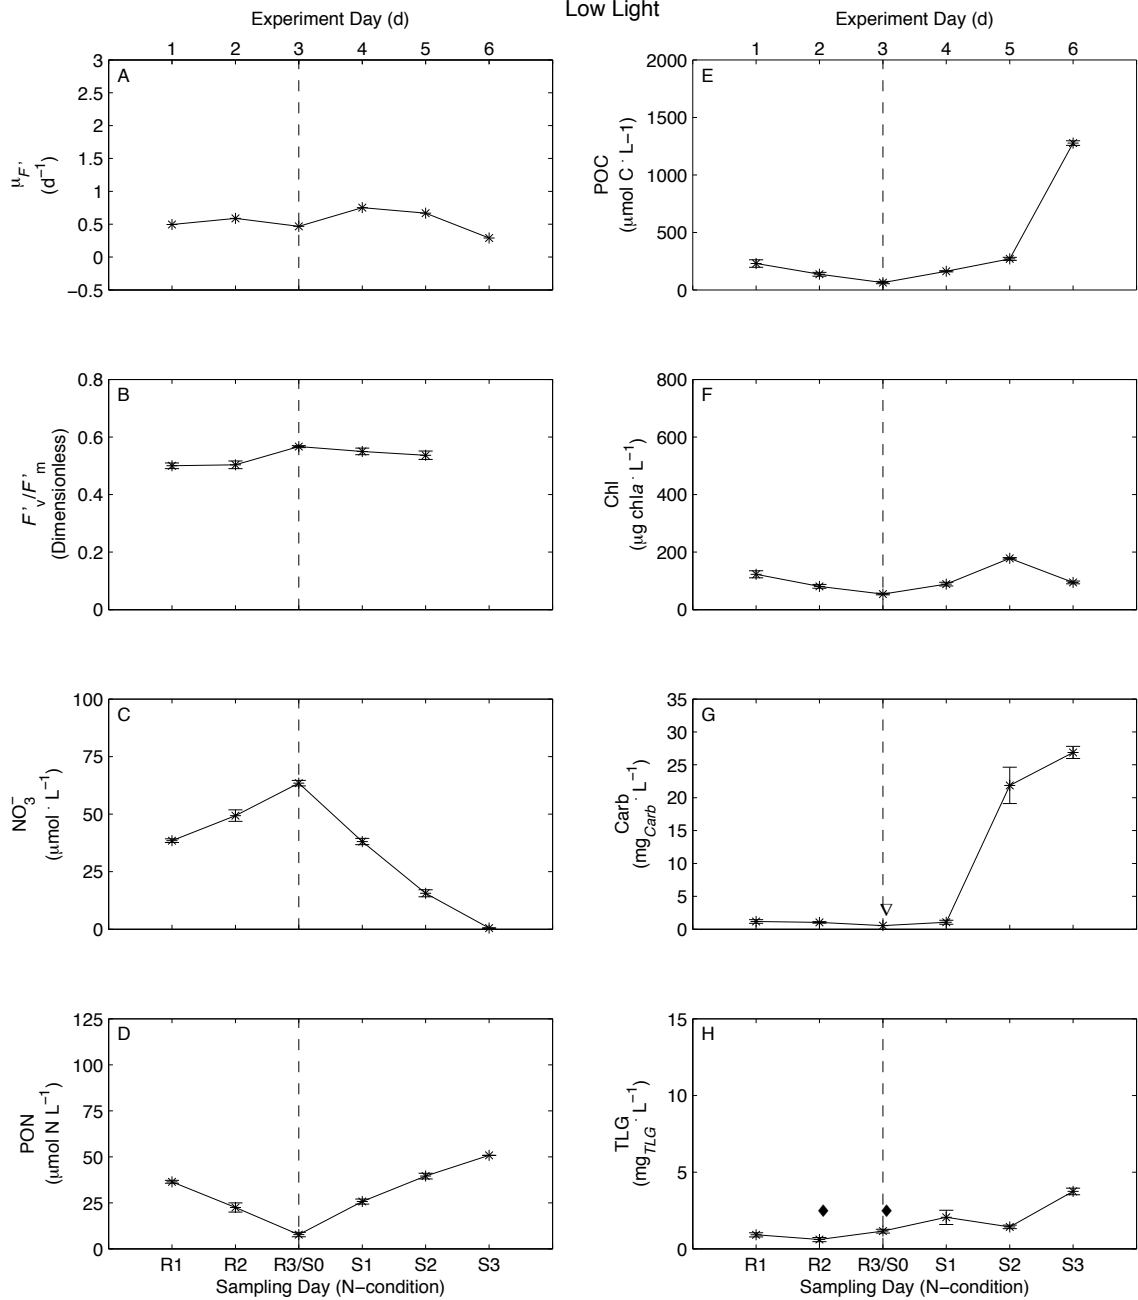 Low Light
Experiment Day (d)
1 2 3 4 5 6
A
3
2.5
2
1.5
1
0.5
0
−0.5
μF’
(d−1)
B
0.8
0.6
0.4
0.2
0
F’v/F’m
(Dimensionless)
C
100
75
50
25
0
NO3−
(μmol · L−1)
D
125
100
75
50
25
0
PON
(μmol N L−1)
R1 R2 R3/S0 S1 S2 S3
Sampling Day (N−condition)
Experiment Day (d)
1 2 3 4 5 6
E
2000
1500
1000
500
0
POC
(μmol C · L−1)
F
800
600
400
200
0
Chl
(μg chla · L−1)
G
35
30
25
20
15
10
5
0
Carb
(mgCarb · L−1)
H
15
10
5
0
TLG
(mgTLG · L−1)
R1 R2 R3/S0 S1 S2 S3
Sampling Day (N−condition)